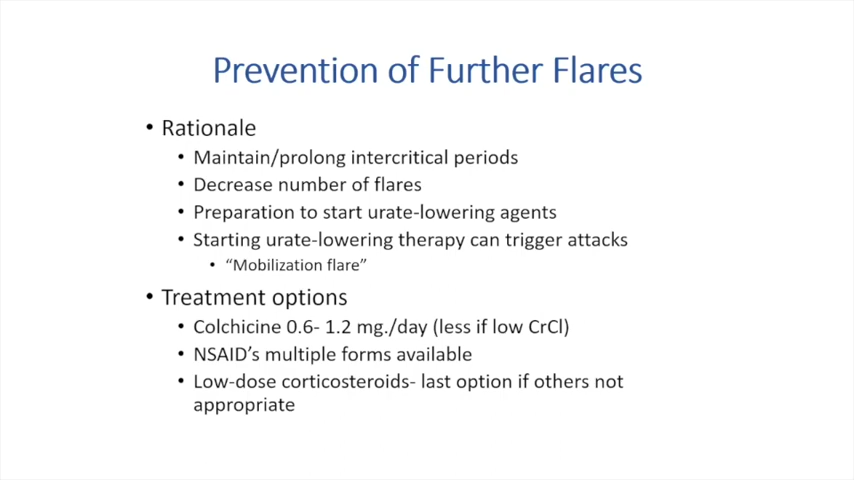 Prevention of Further Flares
• Rationale
• Maintain/prolong intercritical periods
• Decrease number of flares
• Preparation to start urate-lowering agents
• Starting urate-lowering therapy can trigger attacks
• “Mobilization flare”
• Treatment options
• Colchicine 0.6- 1.2 mg./day (less if low CrCl)
• NSAID’s multiple forms available
• Low-dose corticosteroids- last option if others not
appropriate